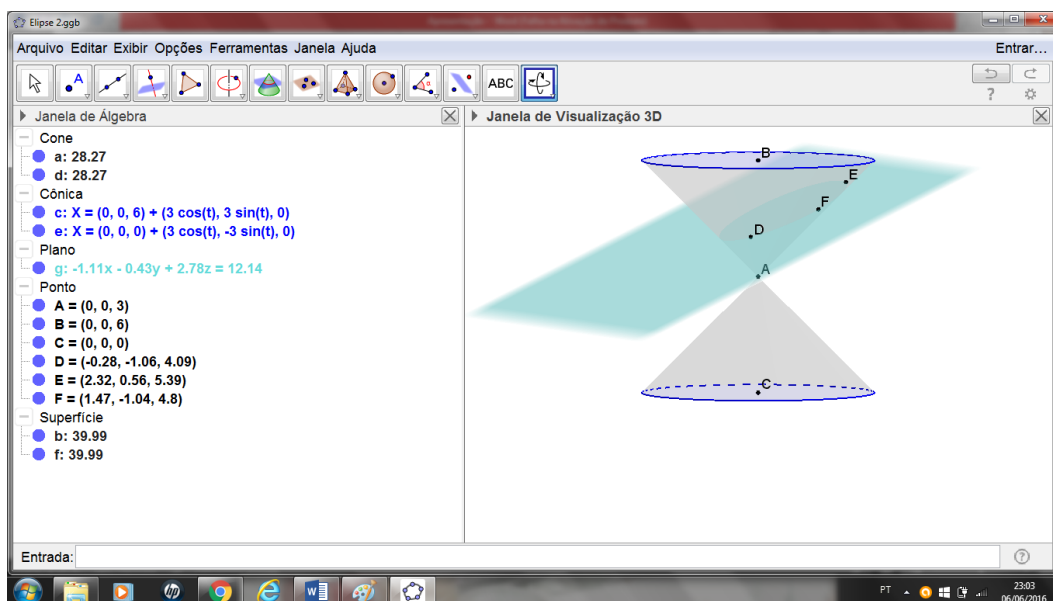 Elipse 2.ggb
Arquivo Editar Exibir Opções Ferramentas Janela Ajuda
Entrar...
ABC
?
Janela de Álgebra
Cone
a: 28.27
d: 28.27
Cônica
c: X = (0, 0, 6) + (3 cos(t), 3 sin(t), 0)
e: X = (0, 0, 0) + (3 cos(t), -3 sin(t), 0)
Plano
g: -1.11x - 0.43y + 2.78z = 12.14
Ponto
A = (0, 0, 3)
B = (0, 0, 6)
C = (0, 0, 0)
D = (-0.28, -1.06, 4.09)
E = (2.32, 0.56, 5.39)
F = (1.47, -1.04, 4.8)
Superfície
b: 39.99
f: 39.99
Janela de Visualização 3D
B
E
F
D
A
C
Entrada:
PT
23:03
06/06/2016